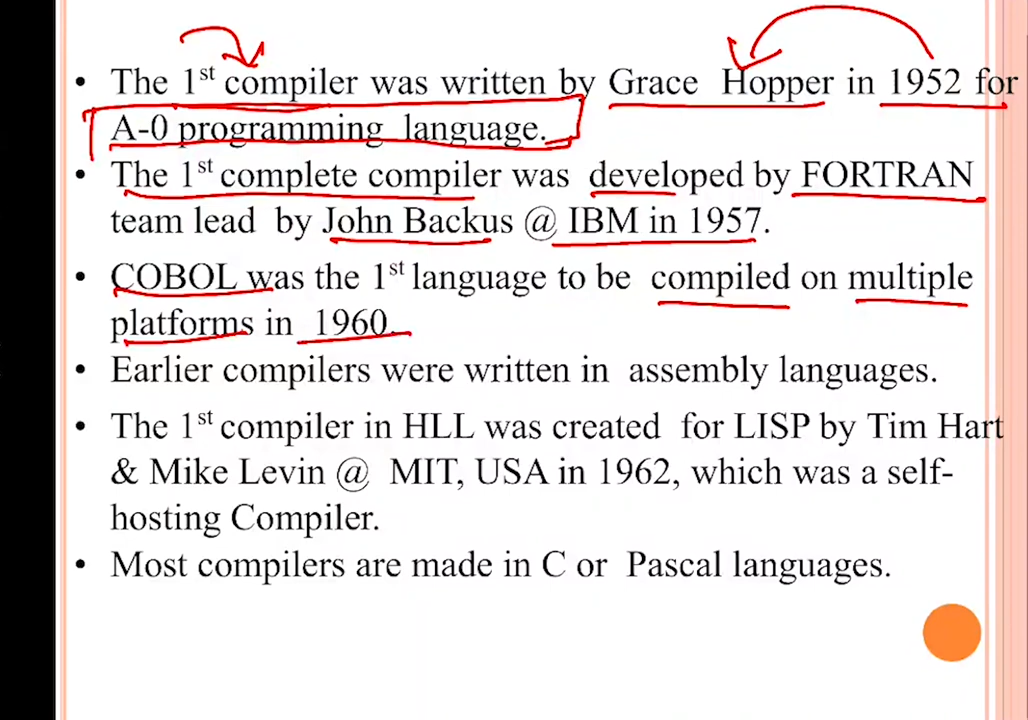 • The 1st compiler was written by Grace Hopper in 1952 for
A-0 programming language.
• The 1st complete compiler was developed by FORTRAN
team lead by John Backus @ IBM in 1957.
• COBOL was the 1st language to be compiled on multiple
platforms in 1960.
• Earlier compilers were written in assembly languages.
• The 1st compiler in HLL was created for LISP by Tim Hart
& Mike Levin @ MIT, USA in 1962, which was a self-
hosting Compiler.
• Most compilers are made in C or Pascal languages.